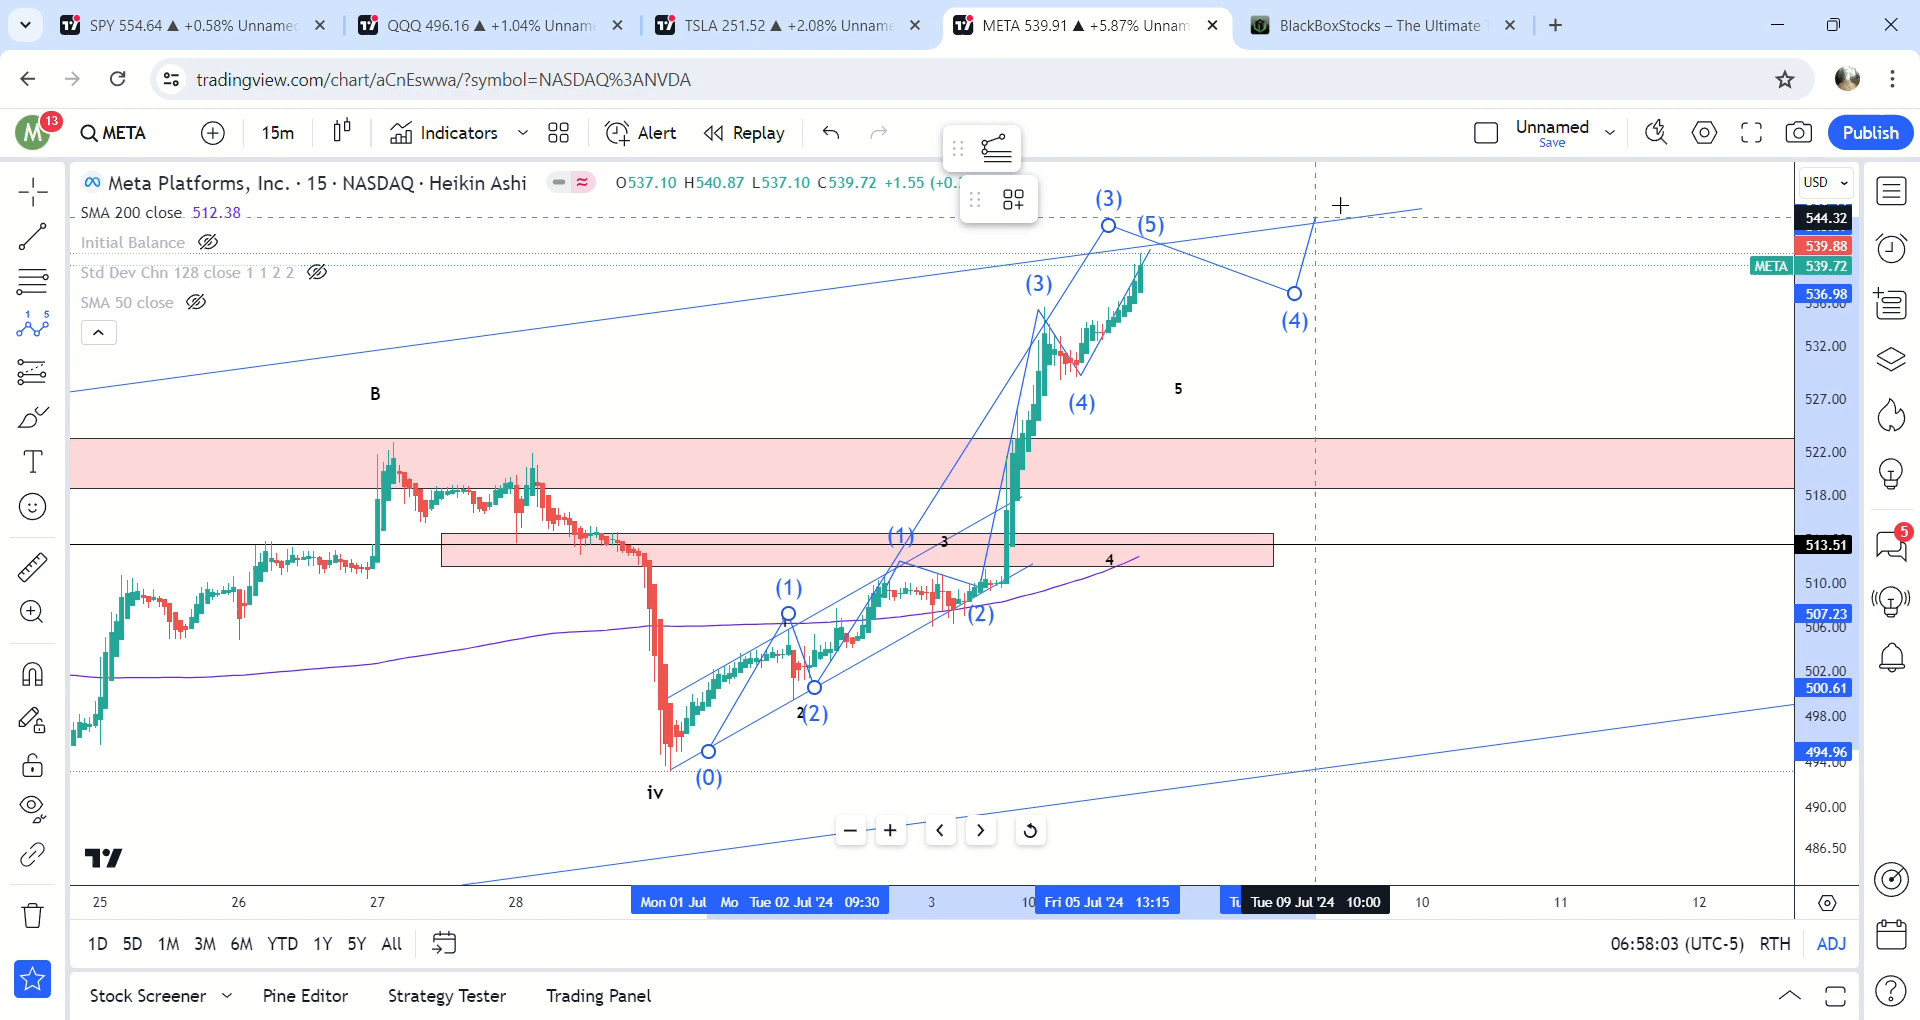 SPY 554.64 ▲ +0.58% Unnamed
QQQ 496.16 ▲ +1.04% Unnam
TSLA 251.52 ▲ +2.08% Unname
META 539.91 ▲ +5.87% Unnam
BlackBoxStocks – The Ultimate
tradingview.com/chart/aCnEswwa/?symbol=NASDAQ%3ANVDA
M 13
META
15m
Indicators
Alert
Replay
Unnamed
Save
Publish
Meta Platforms, Inc. · 15 · NASDAQ · Heikin Ashi
O537.10 H540.87 L537.10 C539.72 +1.55
SMA 200 close 512.38
Initial Balance
Std Dev Chn 128 close 1 1 2 2
SMA 50 close
USD
544.32
539.88
META 539.72
536.98
532.00
527.00
522.00
518.00
513.51
510.00
507.23
506.00
502.00
500.61
498.00
494.96
494.00
490.00
486.50
(3)
(5)
(3)
(4)
B
5
(4)
(1)
3
4
(1)
(2)
2
(2)
(0)
iv
25
26
27
28
Mon 01 Jul
Mo
Tue 02 Jul '24 09:30
3
10
Fri 05 Jul '24 13:15
Tu
Tue 09 Jul '24 10:00
10
11
12
1D
5D
1M
3M
6M
YTD
1Y
5Y
All
06:58:03 (UTC-5)
RTH
ADJ
Stock Screener
Pine Editor
Strategy Tester
Trading Panel
5